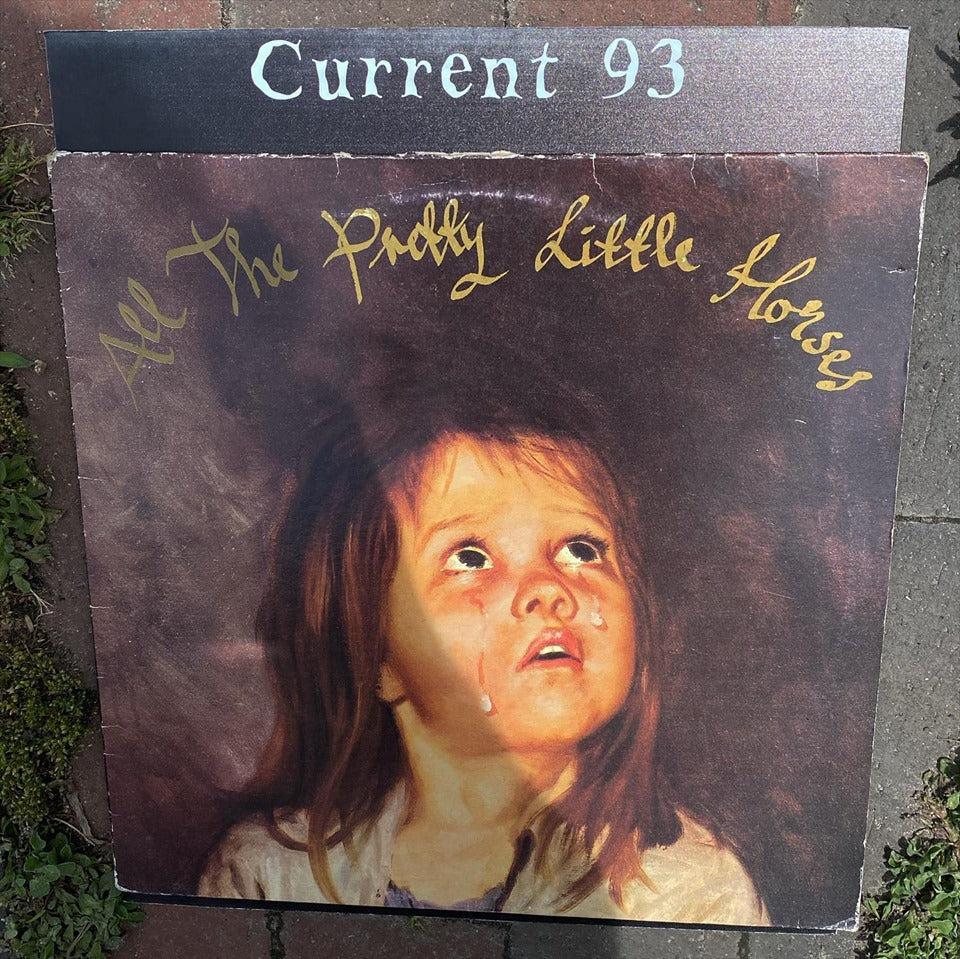 Current 93
All The Pretty Little Horses